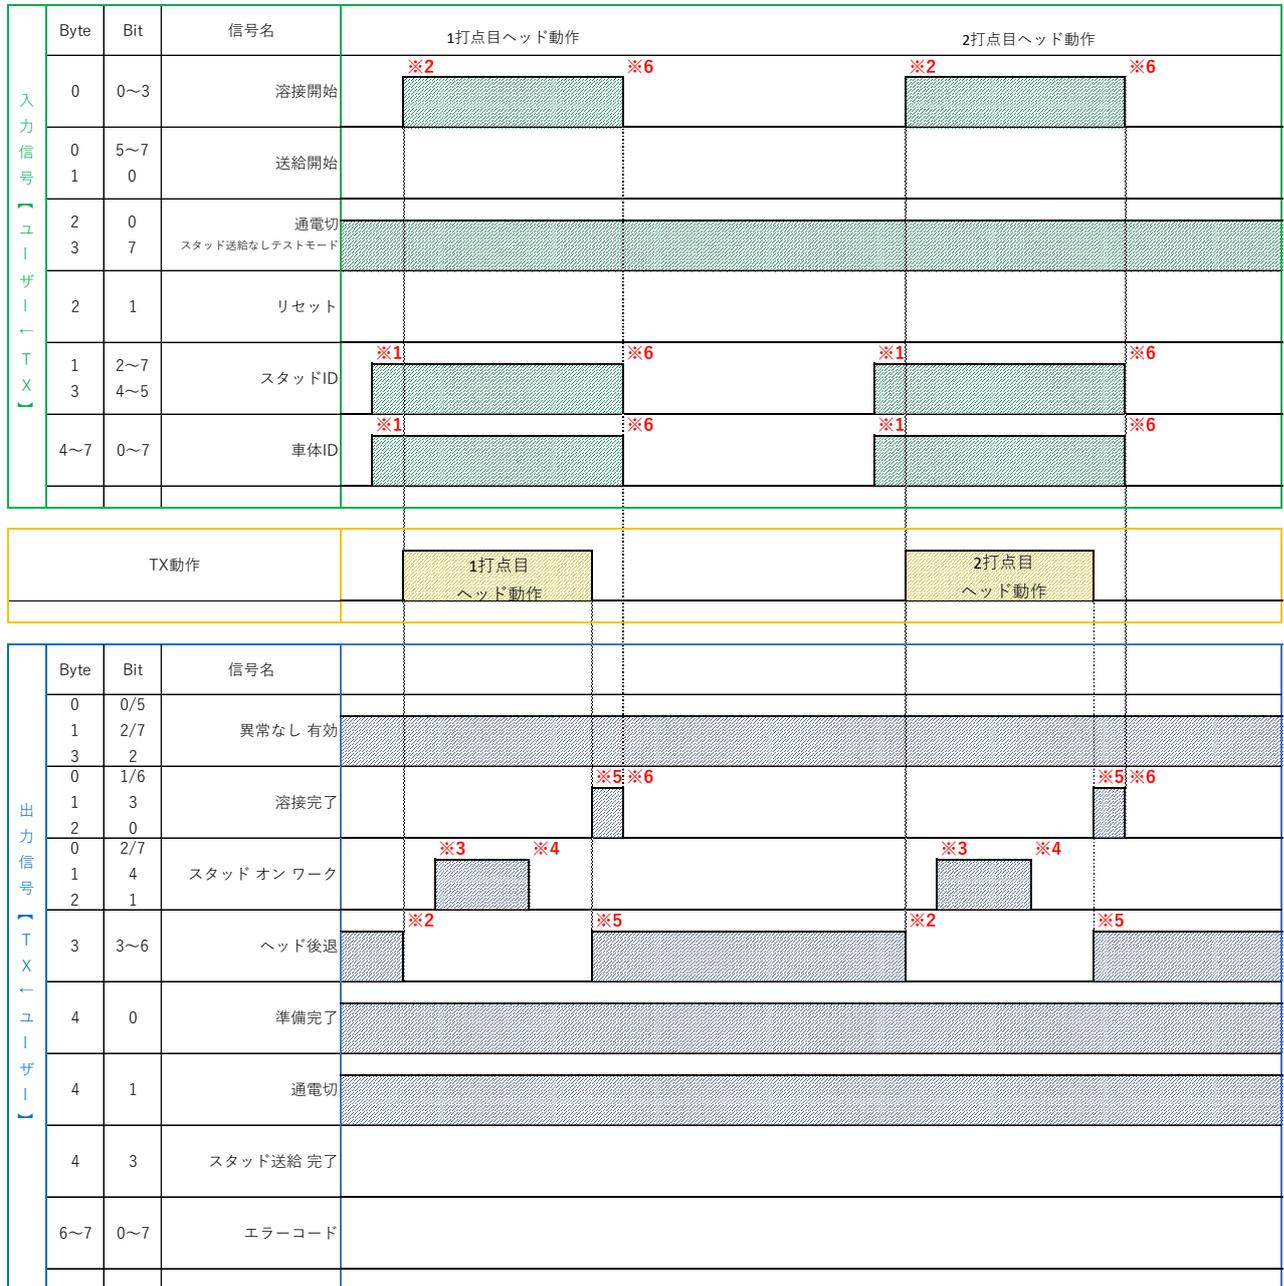 Byte Bit 信号名 1打点目ヘッド動作 2打点目ヘッド動作
入力信号【ユーザー←TX】
※2 ※6 ※2 ※6
0 0～3 溶接開始
0 5～7
送給開始
1 0
2 0 通電切
3 7 スタッド送給なしテストモード
2 1 リセット
※1 ※6 ※1 ※6
1 2～7
スタッドID
3 4～5
※1 ※6 ※1 ※6
4～7 0～7 車体ID
TX動作
1打点目
ヘッド動作
2打点目
ヘッド動作
Byte Bit 信号名
出力信号【TX←ユーザー】
0 0/5
1 2/7 異常なし 有効
3 2
0 1/6 ※5 ※6 ※5 ※6
1 3 溶接完了
2 0
0 2/7 ※3 ※4 ※3 ※4
1 4 スタッド オン ワーク
2 1
※2 ※5 ※2 ※5
3 3～6 ヘッド後退
4 0 準備完了
4 1 通電切
4 3 スタッド送給 完了
6～7 0～7 エラーコード